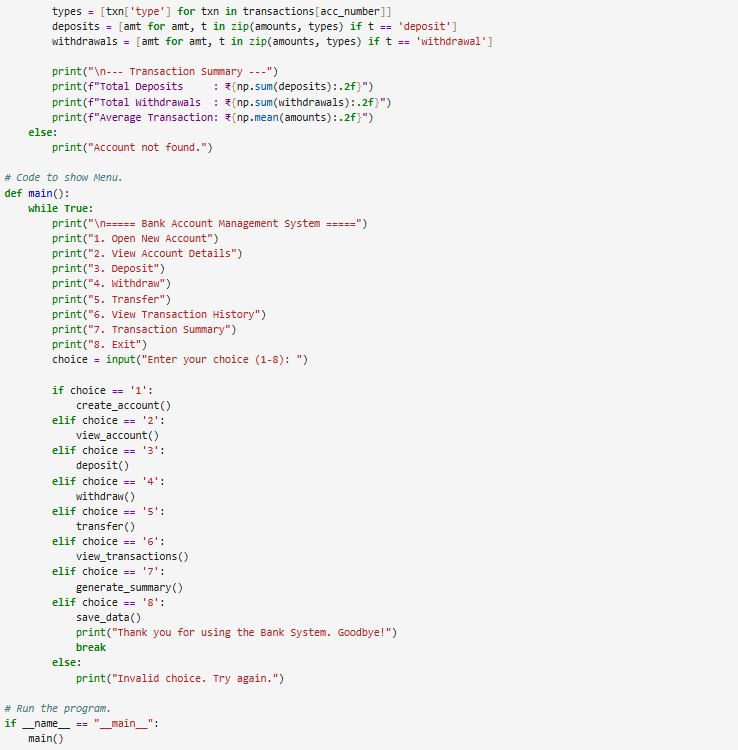 types = [txn['type'] for txn in transactions[acc_number]]
        deposits = [amt for amt, t in zip(amounts, types) if t == 'deposit']
        withdrawals = [amt for amt, t in zip(amounts, types) if t == 'withdrawal']

        print("\n--- Transaction Summary ---")
        print(f"Total Deposits     : ₹{np.sum(deposits):.2f}")
        print(f"Total Withdrawals  : ₹{np.sum(withdrawals):.2f}")
        print(f"Average Transaction: ₹{np.mean(amounts):.2f}")
    else:
        print("Account not found.")

# Code to show Menu.
def main():
    while True:
        print("\n===== Bank Account Management System =====")
        print("1. Open New Account")
        print("2. View Account Details")
        print("3. Deposit")
        print("4. Withdraw")
        print("5. Transfer")
        print("6. View Transaction History")
        print("7. Transaction Summary")
        print("8. Exit")
        choice = input("Enter your choice (1-8): ")

        if choice == '1':
            create_account()
        elif choice == '2':
            view_account()
        elif choice == '3':
            deposit()
        elif choice == '4':
            withdraw()
        elif choice == '5':
            transfer()
        elif choice == '6':
            view_transactions()
        elif choice == '7':
            generate_summary()
        elif choice == '8':
            save_data()
            print("Thank you for using the Bank System. Goodbye!")
            break
        else:
            print("Invalid choice. Try again.")

# Run the program.
if __name__ == "__main__":
    main()